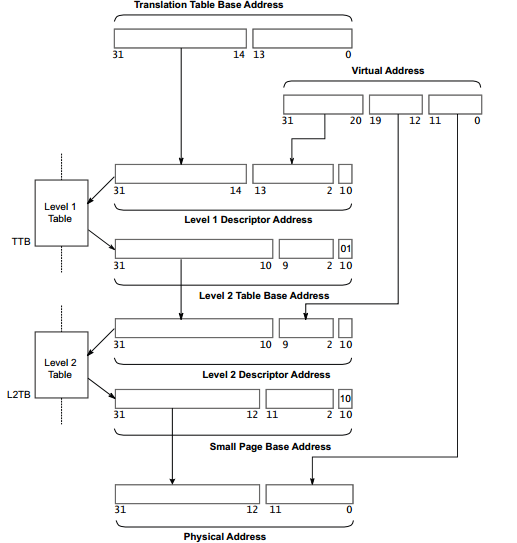 Translation Table Base Address
31 14 13 0
Virtual Address
31 20 19 12 11 0
31 14 13 2 1 0
Level 1 Descriptor Address
Level 1
Table
TTB
01
31 10 9 2 1 0
Level 2 Table Base Address
31 10 9 2 1 0
Level 2 Descriptor Address
Level 2
Table
L2TB
10
31 12 11 2 1 0
Small Page Base Address
31 12 11 0
Physical Address